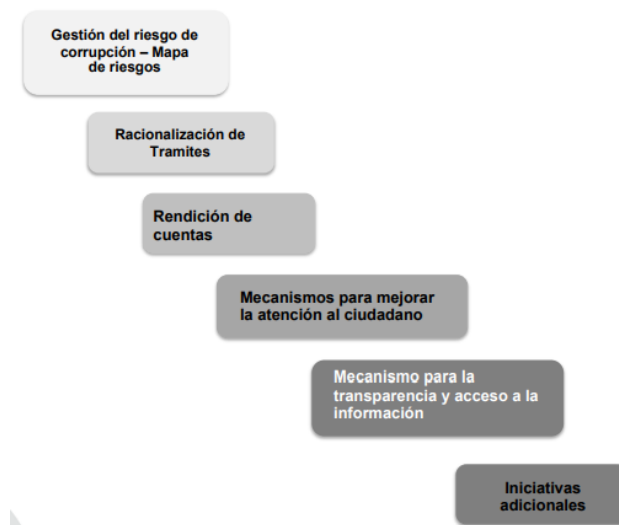 Gestión del riesgo de
corrupción – Mapa
de riesgos
Racionalización de
Tramites
Rendición de
cuentas
Mecanismos para mejorar
la atención al ciudadano
Mecanismo para la
transparencia y acceso a la
información
Iniciativas
adicionales